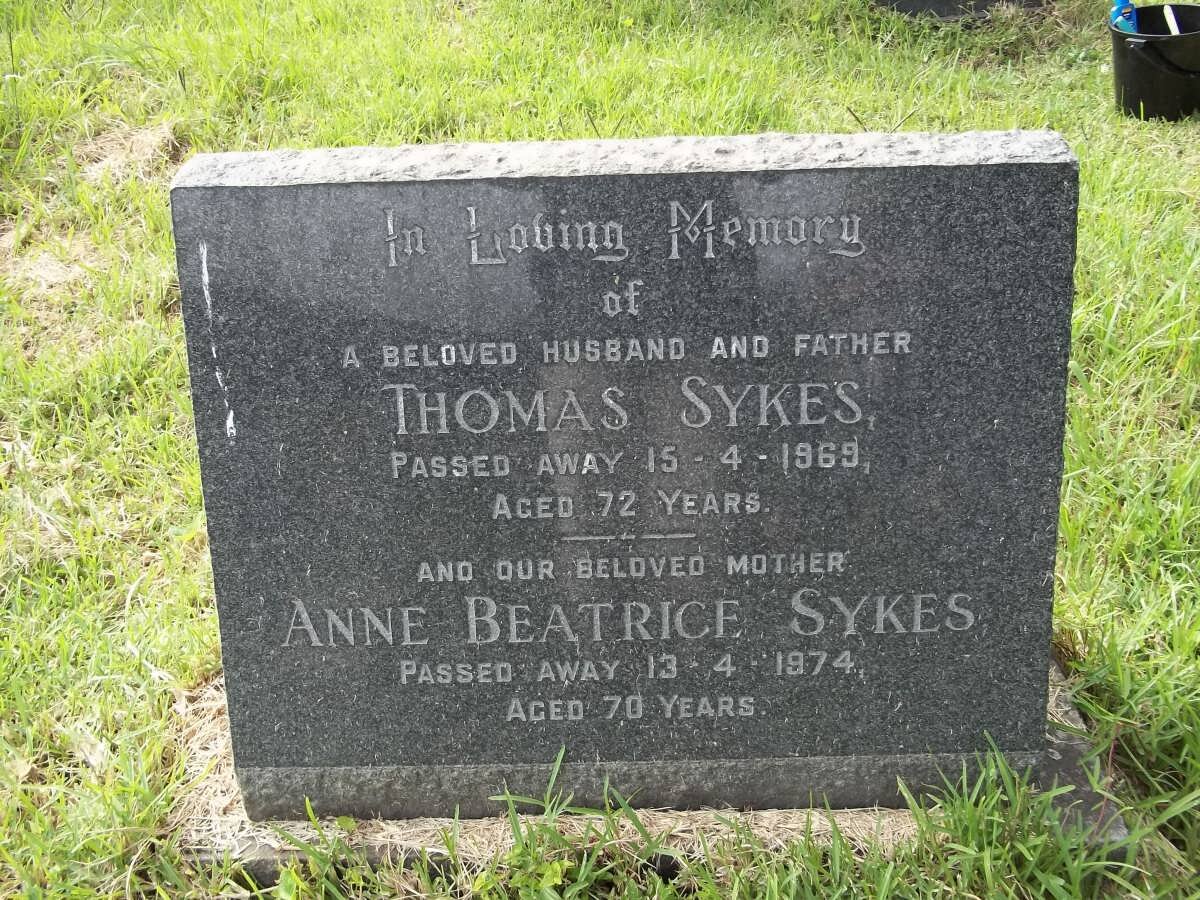 In Loving Memory
of
A BELOVED HUSBAND AND FATHER
THOMAS SYKES,
PASSED AWAY 15-4-1969,
AGED 72 YEARS.
AND OUR BELOVED MOTHER
ANNE BEATRICE SYKES
PASSED AWAY 13-4-1974,
AGED 70 YEARS.